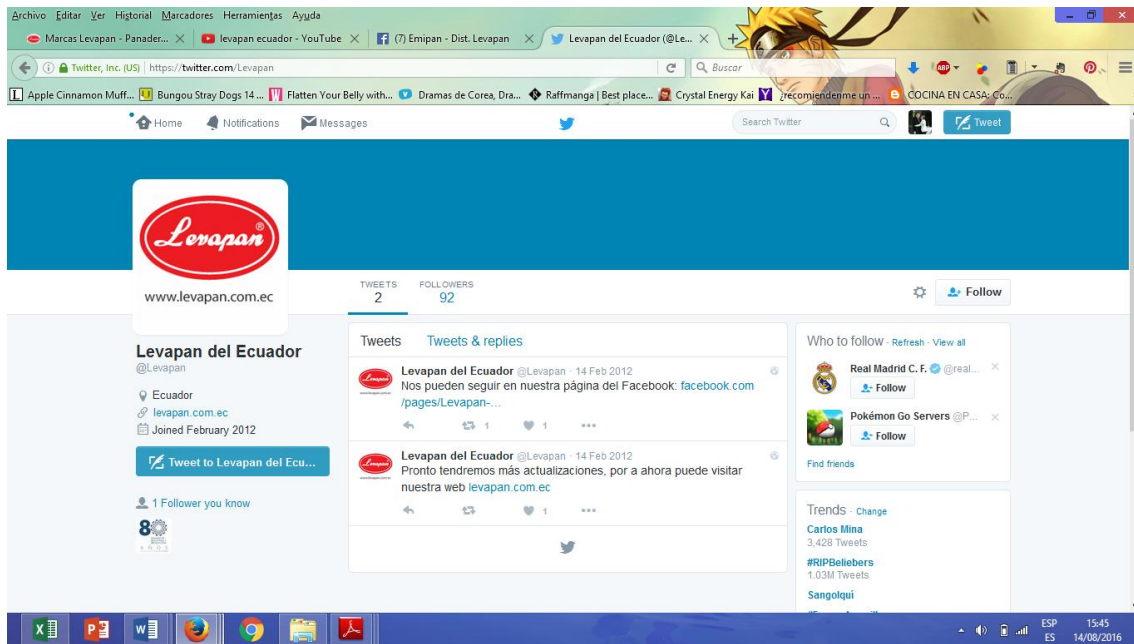 Archivo Editar Ver Historial Marcadores Herramientas Ayuda
Marcas Levapan - Panader...
levapan ecuador - YouTube
(7) Emipan - Dist. Levapan
Levapan del Ecuador (@Le...
Twitter, Inc. (US) https://twitter.com/Levapan
Buscar
ABP
Apple Cinnamon Muff...
Bungou Stray Dogs 14 ...
Flatten Your Belly with...
Dramas de Corea, Dra...
Raffmanga | Best place...
Crystal Energy Kai
¿recomiendenme un ...
COCINA EN CASA: Co...
Home
Notifications
Messages
Search Twitter
Tweet
Levapan®
www.levapan.com.ec
TWEETS
2
FOLLOWERS
92
Follow
Levapan del Ecuador
@Levapan
Ecuador
levapan.com.ec
Joined February 2012
Tweet to Levapan del Ecu...
1 Follower you know
80
AÑOS
Tweets
Tweets & replies
Levapan del Ecuador @Levapan · 14 Feb 2012
Nos pueden seguir en nuestra página del Facebook: facebook.com
/pages/Levapan-...
1
1
Levapan del Ecuador @Levapan · 14 Feb 2012
Pronto tendremos más actualizaciones, por a ahora puede visitar
nuestra web levapan.com.ec
1
Who to follow · Refresh · View all
Real Madrid C. F. @real...
Follow
Pokémon Go Servers @P...
Follow
Find friends
Trends · Change
Carlos Mina
3,428 Tweets
#RIPBeliebers
1.03M Tweets
Sangolquí
ESP
ES
15:45
14/08/2016